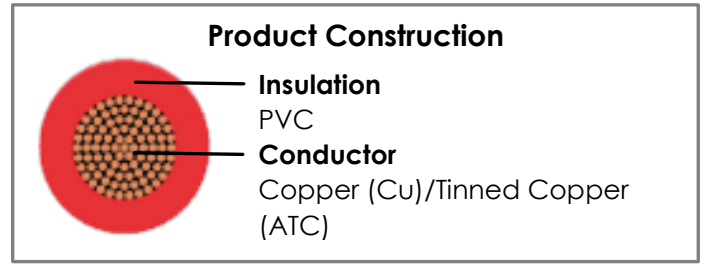 Product Construction
Insulation
PVC
Conductor
Copper (Cu)/Tinned Copper
(ATC)